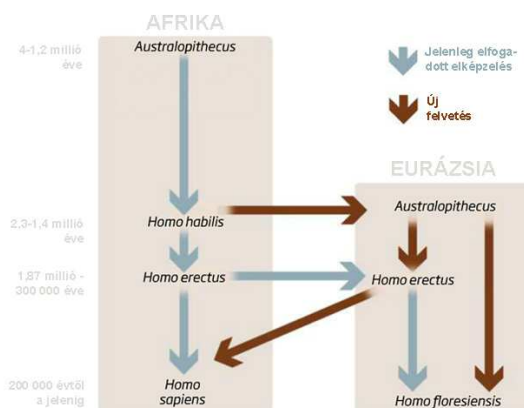 AFRIKA
4-1,2 millió
éve
Australopithecus
Jelenleg elfoga-
dott elképzelés
Új
felvetés
EURÁZSIA
2,3-1,4 millió
éve
Homo habilis
Australopithecus
1,87 millió -
300 000 éve
Homo erectus
Homo erectus
200 000 évtől
a jelenig
Homo
sapiens
Homo floresiensis